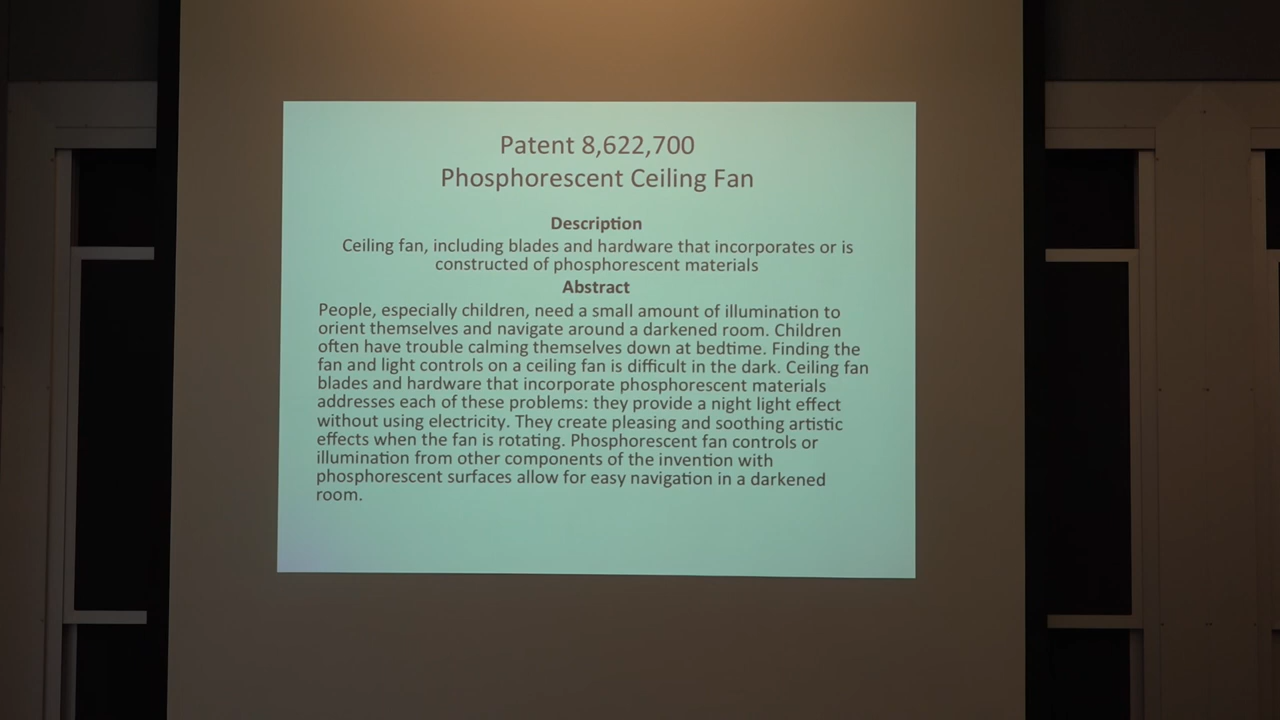 Patent 8,622,700
Phosphorescent Ceiling Fan
Description
Ceiling fan, including blades and hardware that incorporates or is
constructed of phosphorescent materials
Abstract
People, especially children, need a small amount of illumination to
orient themselves and navigate around a darkened room. Children
often have trouble calming themselves down at bedtime. Finding the
fan and light controls on a ceiling fan is difficult in the dark. Ceiling fan
blades and hardware that incorporate phosphorescent materials
addresses each of these problems: they provide a night light effect
without using electricity. They create pleasing and soothing artistic
effects when the fan is rotating. Phosphorescent fan controls or
illumination from other components of the invention with
phosphorescent surfaces allow for easy navigation in a darkened
room.